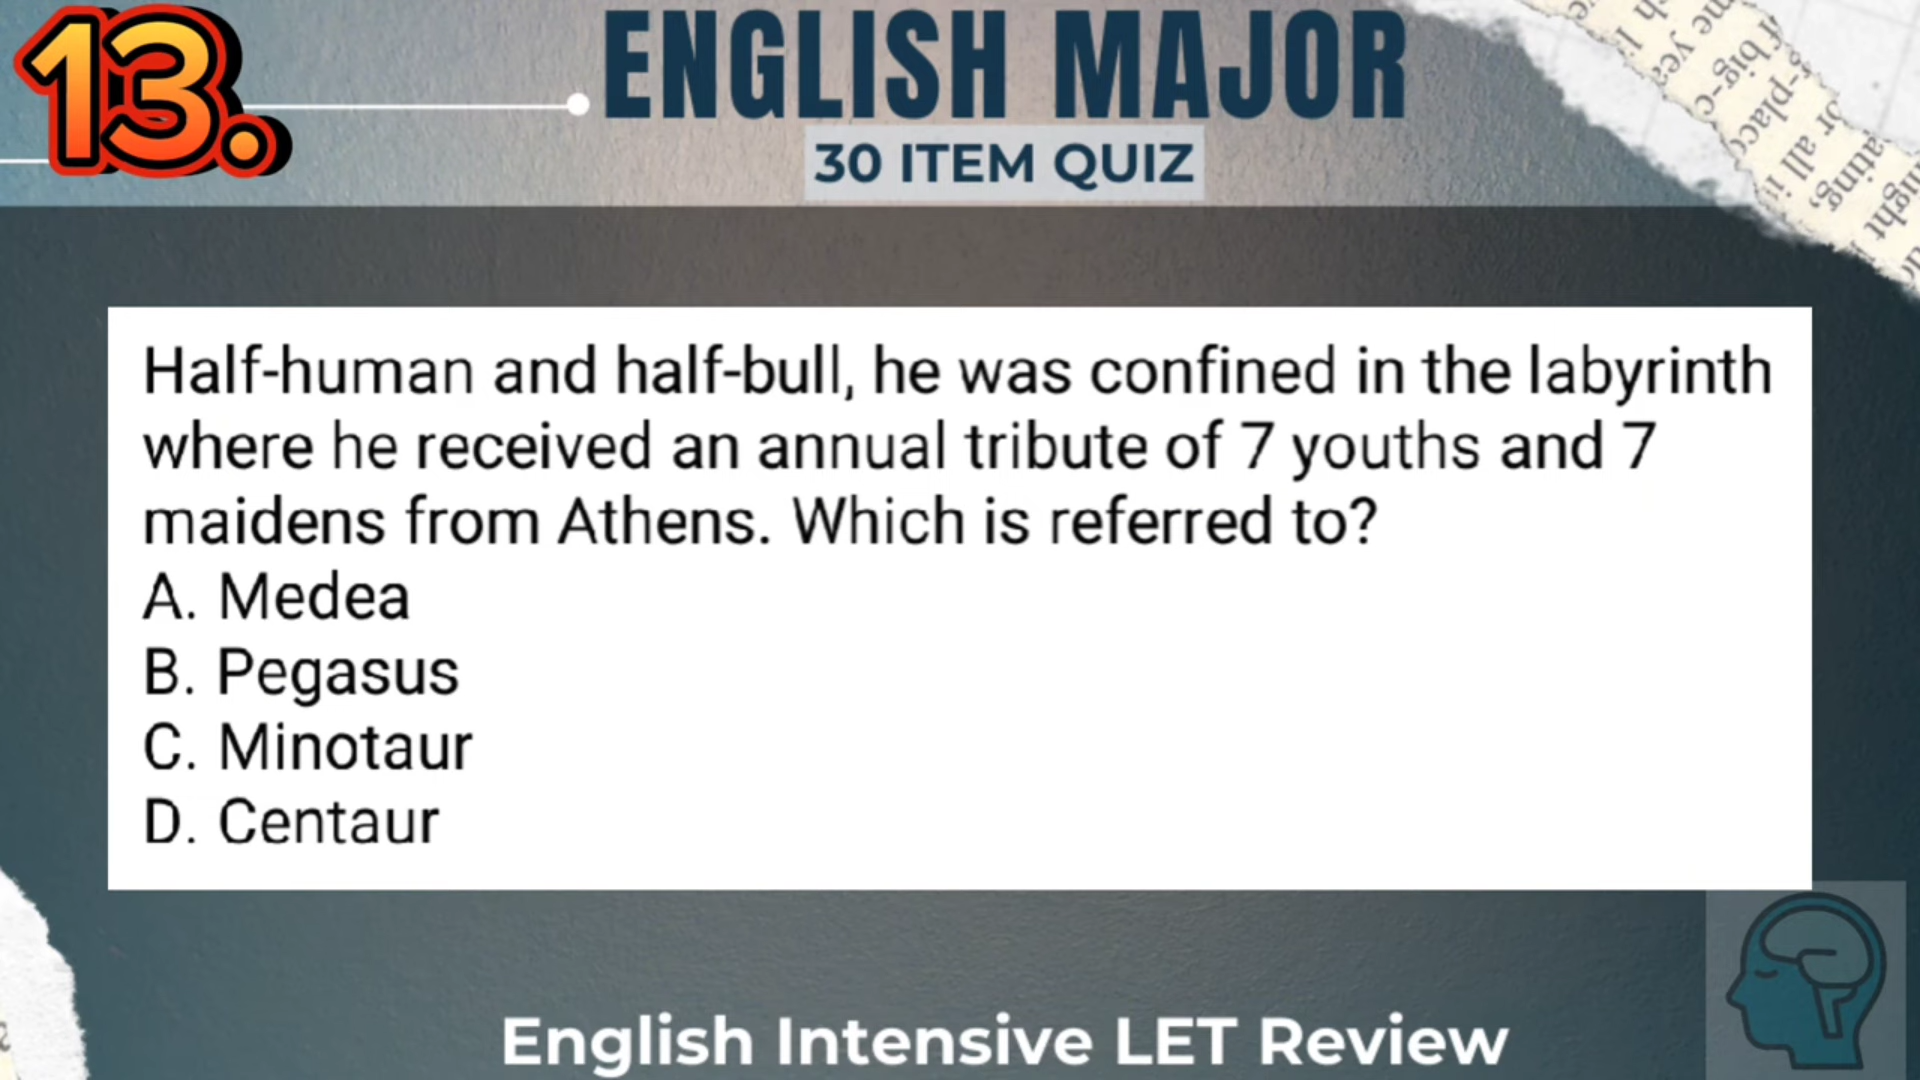 13.
ENGLISH MAJOR
30 ITEM QUIZ
Half-human and half-bull, he was confined in the labyrinth
where he received an annual tribute of 7 youths and 7
maidens from Athens. Which is referred to?
A. Medea
B. Pegasus
C. Minotaur
D. Centaur
English Intensive LET Review